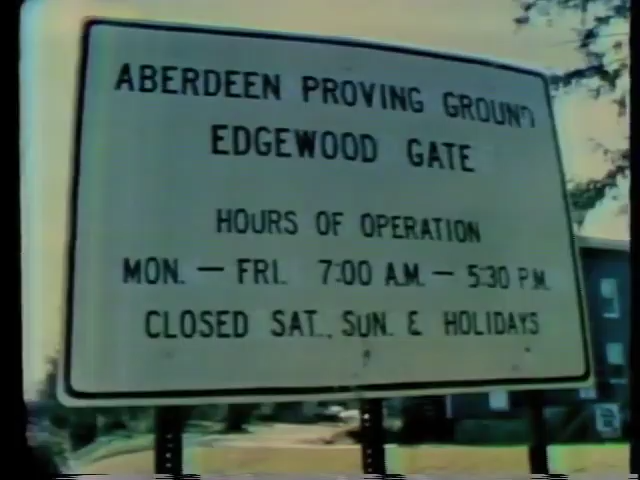 ABERDEEN PROVING GROUND
EDGEWOOD GATE
HOURS OF OPERATION
MON. — FRI. 7:00 A.M. — 5:30 P.M.
CLOSED SAT., SUN. & HOLIDAYS